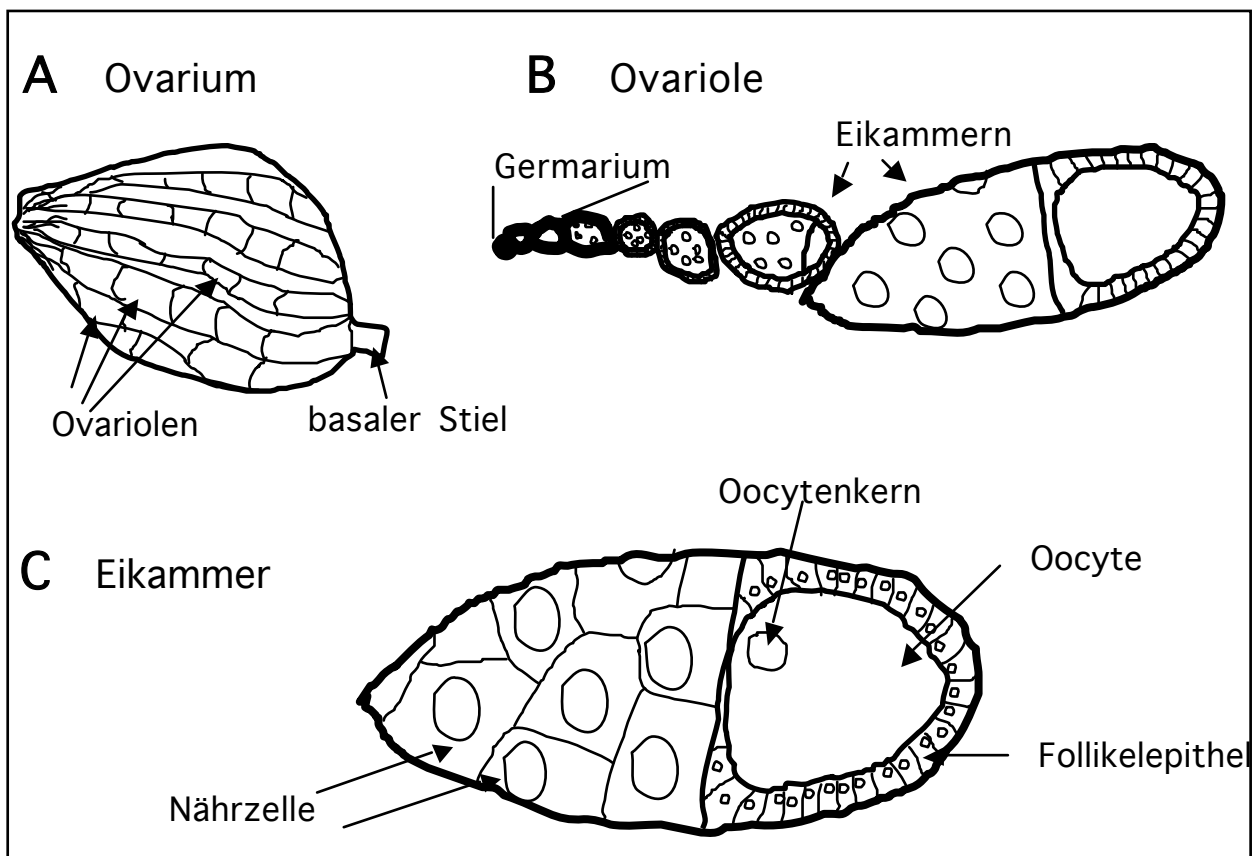 A Ovarium
B Ovariole
Eikammern
Germarium
Ovariolen
basaler Stiel
Oocytenkern
C Eikammer
Oocyte
Follikelepithel
Nährzelle